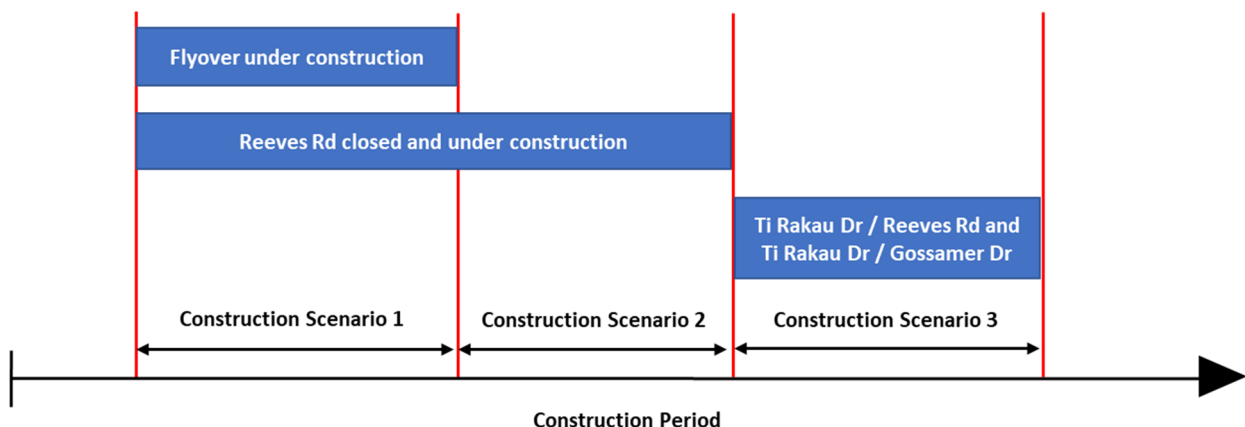 Flyover under construction
Reeves Rd closed and under construction
Ti Rakau Dr / Reeves Rd and
Ti Rakau Dr / Gossamer Dr
Construction Scenario 1
Construction Scenario 2
Construction Scenario 3
Construction Period